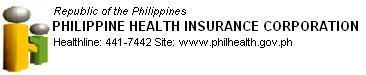 Republic of the Philippines
PHILIPPINE HEALTH INSURANCE CORPORATION
Healthline: 441-7442 Site: www.philhealth.gov.ph